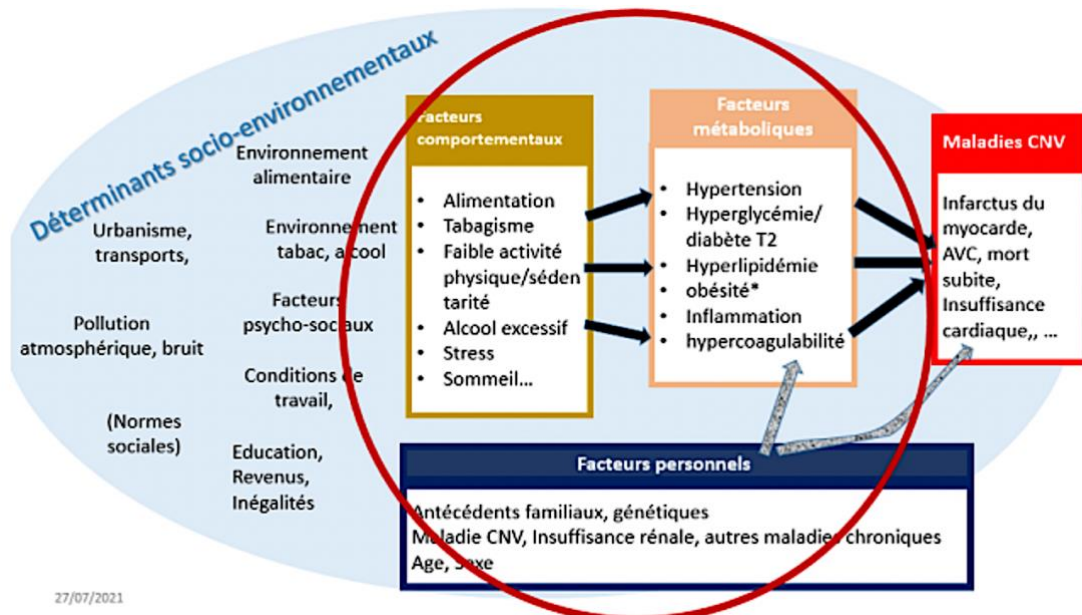 Déterminants socio-environnementaux
Environnement
alimentaire
Urbanisme,
transports,
Environnement
tabac, alcool
Facteurs
psycho-sociaux
Pollution
atmosphérique, bruit
Conditions de
travail,
(Normes
sociales)
Education,
Revenus,
Inégalités
Facteurs
comportementaux
• Alimentation
• Tabagisme
• Faible activité
physique/séden
tarité
• Alcool excessif
• Stress
• Sommeil...
Facteurs
métaboliques
• Hypertension
• Hyperglycémie/
diabète T2
• Hyperlipidémie
• obésité*
• Inflammation
• hypercoagulabilité
Maladies CNV
Infarctus du
myocarde,
AVC, mort
subite,
Insuffisance
cardiaque,, ...
Facteurs personnels
Antécédents familiaux, génétiques
Maladie CNV, Insuffisance rénale, autres maladies chroniques
Age, Sexe
27/07/2021